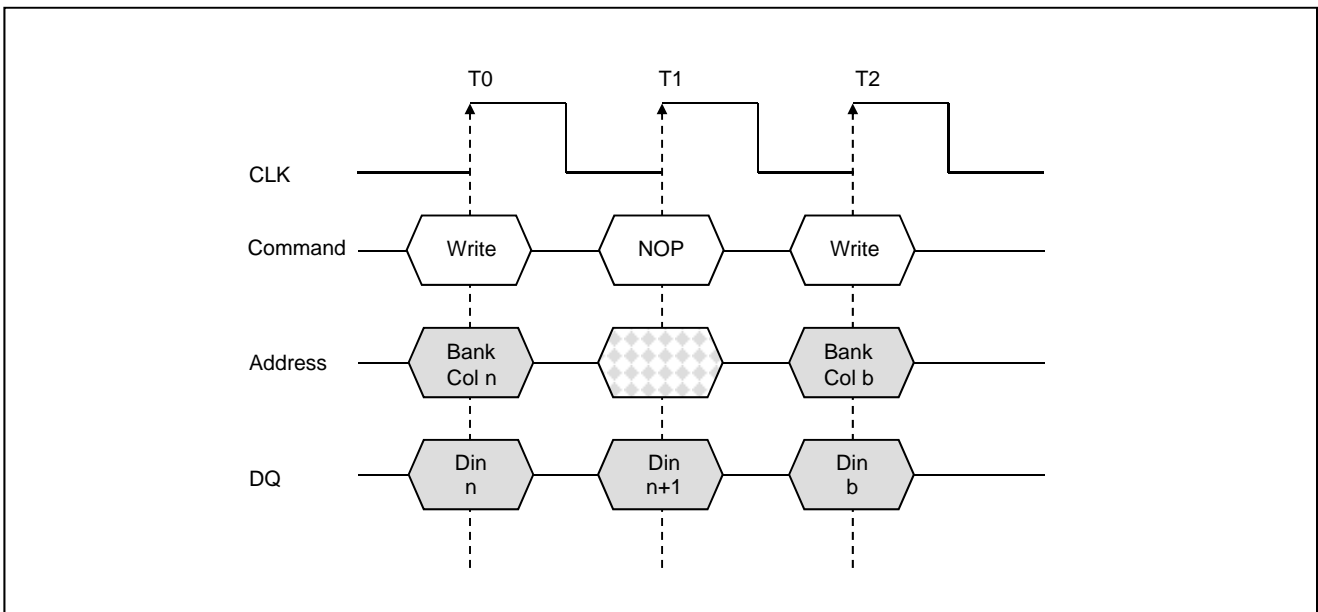 T0 T1 T2
CLK
Command Write NOP Write
Address Bank Bank
Col n Col b
DQ Din Din Din
n n+1 b